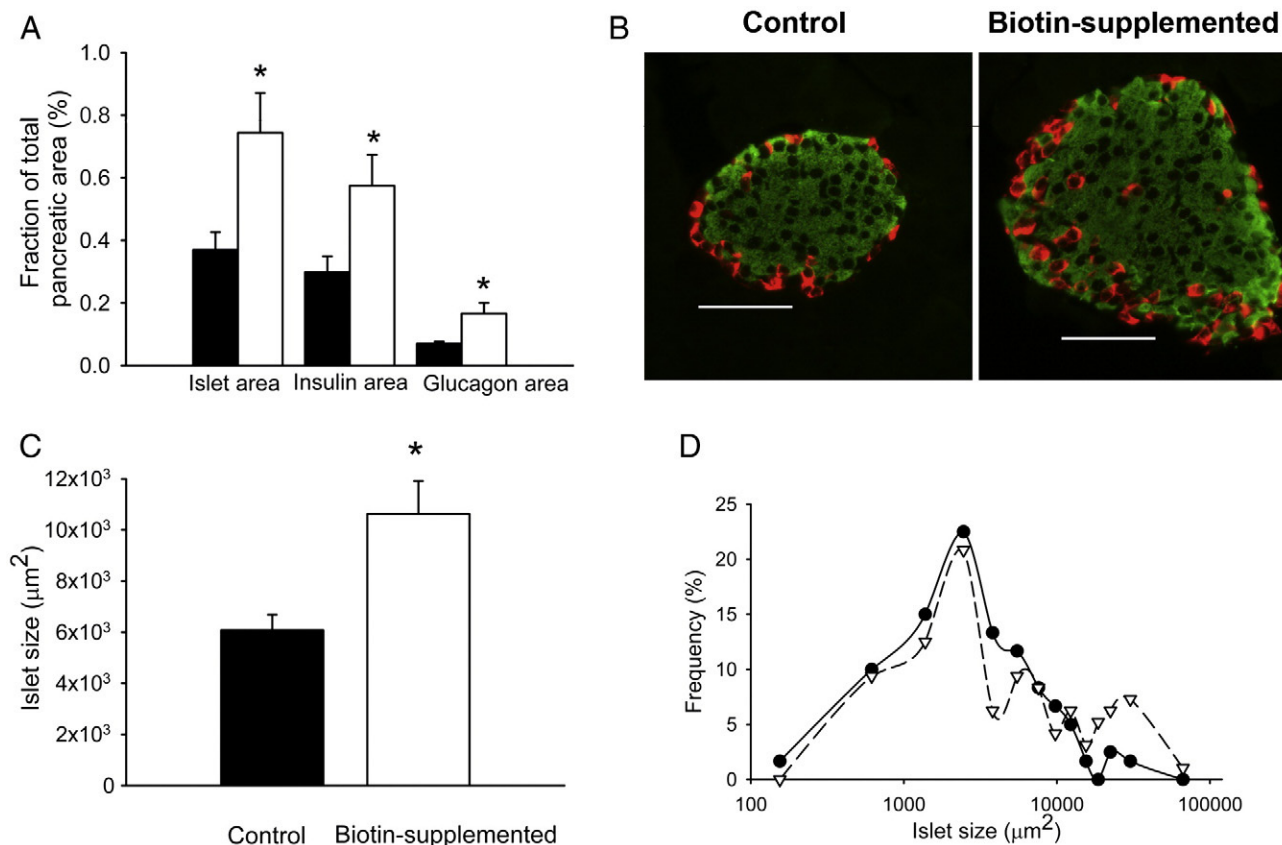 A
Fraction of total
pancreatic area (%)
1.0
0.8
0.6
0.4
0.2
0.0
*
*
*
Islet area
Insulin area
Glucagon area
B
Control
Biotin-supplemented
C
Islet size (μm²)
12x10³
10x10³
8x10³
6x10³
4x10³
2x10³
0
*
Control
Biotin-supplemented
D
Frequency (%)
25
20
15
10
5
0
100
1000
10000
100000
Islet size (μm²)